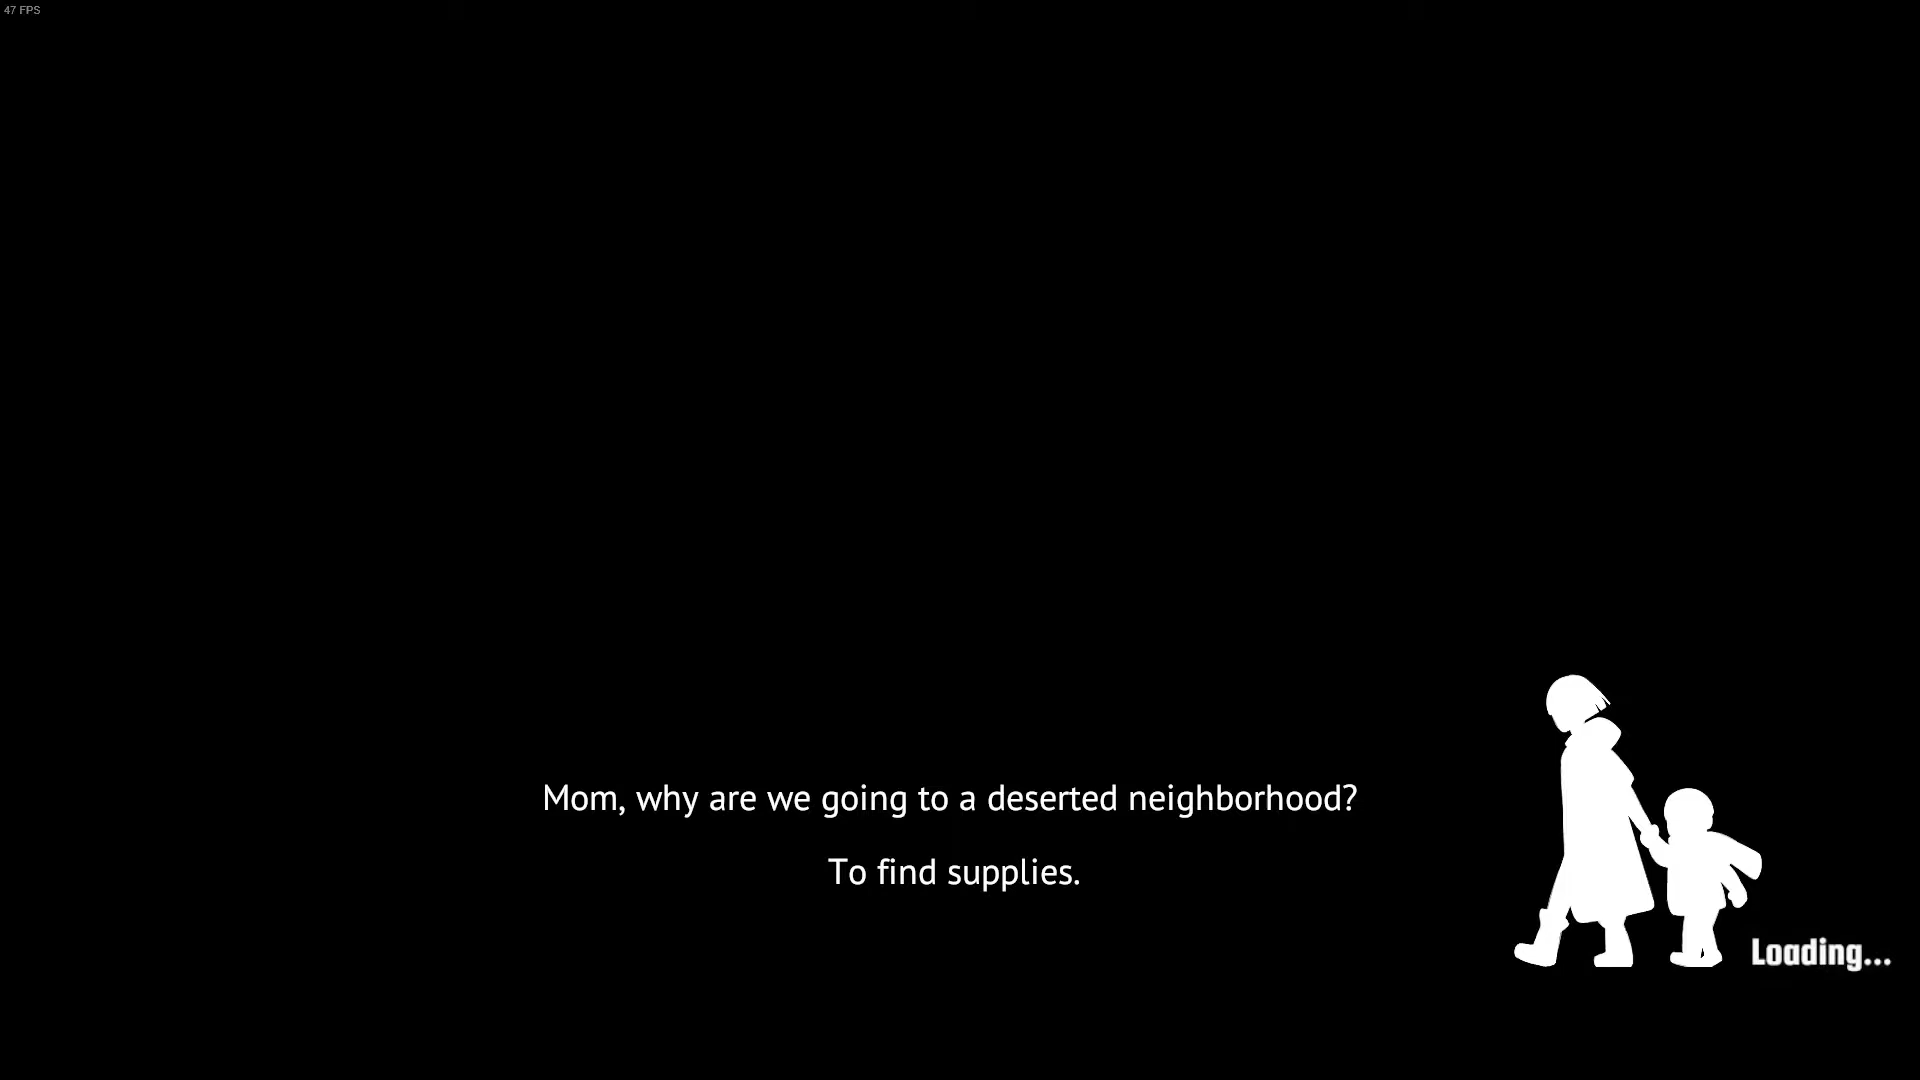 47 FPS
Mom, why are we going to a deserted neighborhood?
To find supplies.
Loading...